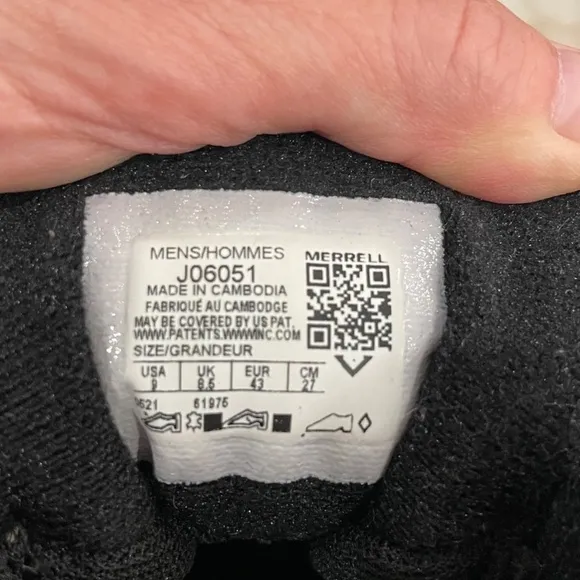 MENS/HOMMES
MERRELL
J06051
MADE IN CAMBODIA
FABRIQUÉ AU CAMBODGE
MAY BE COVERED BY US PAT.
WWW.PATENTS.WWWINC.COM
SIZE/GRANDEUR
USA UK EUR CM
9 8.5 43 27
0521 61975